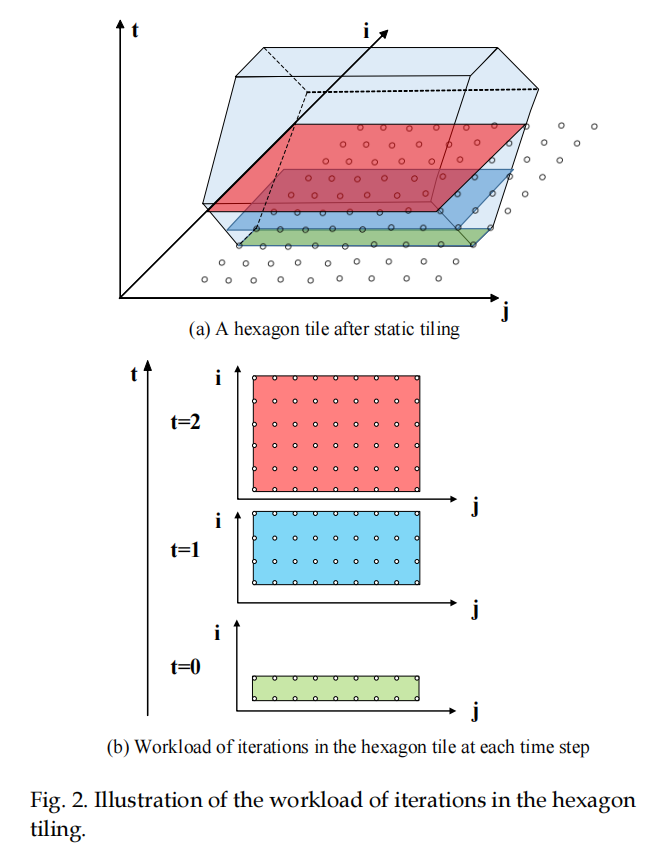 t
i
j
(a) A hexagon tile after static tiling
t
i
t=2
j
i
t=1
j
i
t=0
j
(b) Workload of iterations in the hexagon tile at each time step
Fig. 2. Illustration of the workload of iterations in the hexagon
tiling.